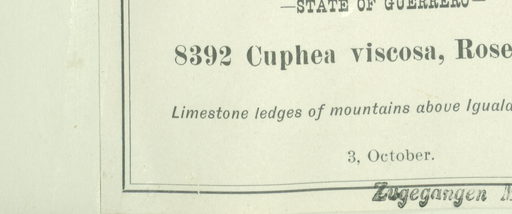 —STATE OF GUERRERO—
8392 Cuphea viscosa, Rose
Limestone ledges of mountains above Iguala
3, October.
Zugegangen